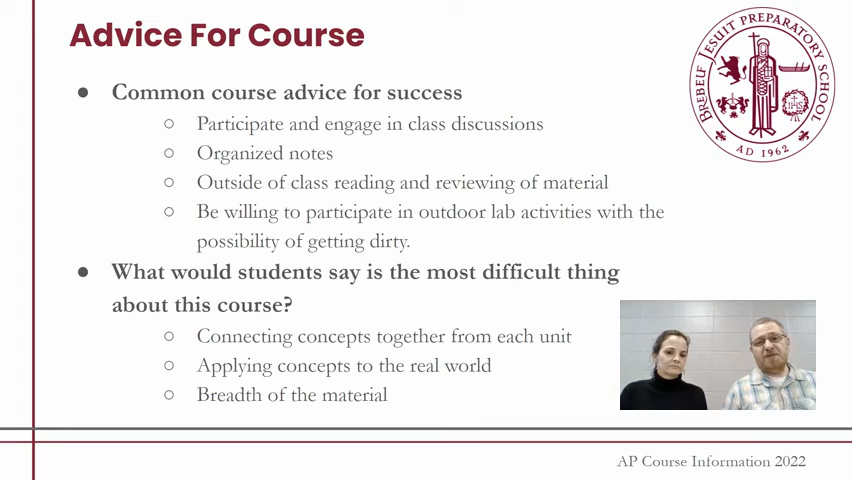 Advice For Course
BREBEUF JESUIT PREPARATORY SCHOOL
IHS
AD 1962
● Common course advice for success
○ Participate and engage in class discussions
○ Organized notes
○ Outside of class reading and reviewing of material
○ Be willing to participate in outdoor lab activities with the
possibility of getting dirty.
● What would students say is the most difficult thing
about this course?
○ Connecting concepts together from each unit
○ Applying concepts to the real world
○ Breadth of the material
AP Course Information 2022